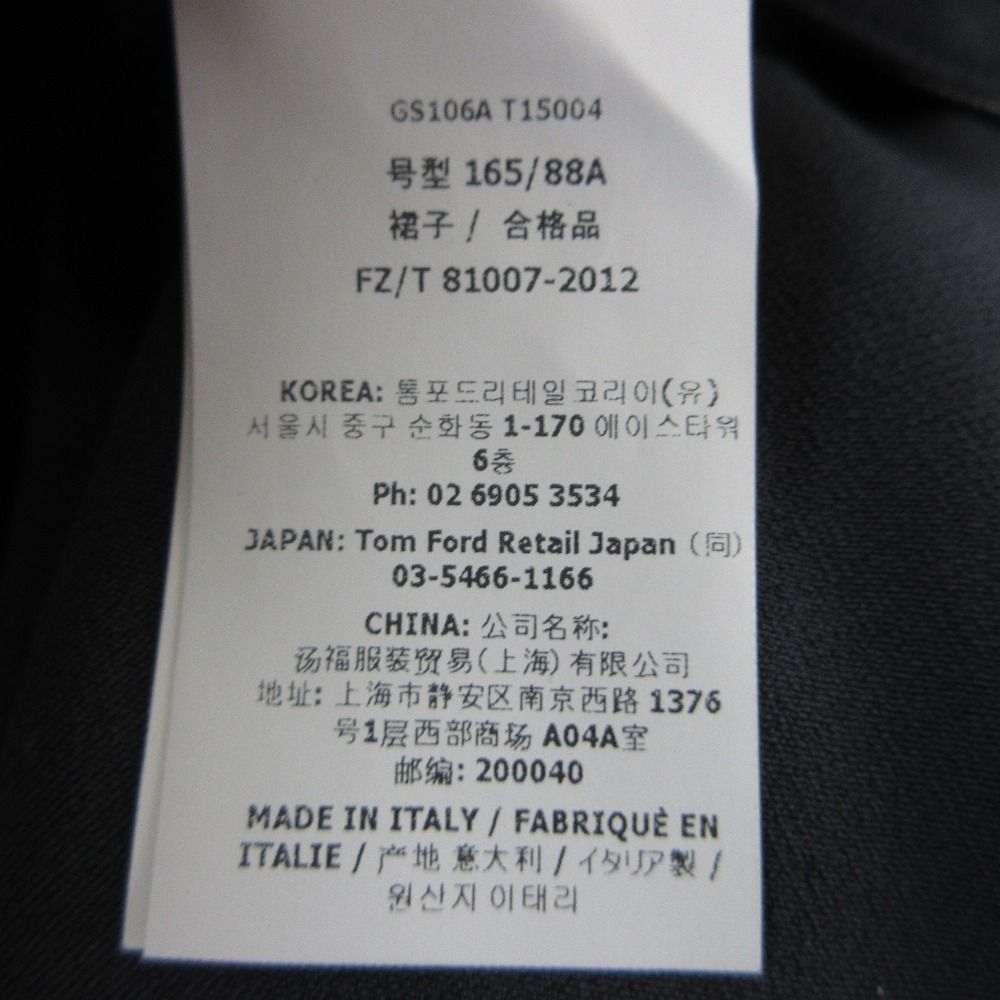 GS106A T15004
号型 165/88A
裙子 / 合格品
FZ/T 81007-2012
KOREA: 톰포드리테일코리아(유)
서울시 중구 순화동 1-170 에이스타워
6층
Ph: 02 6905 3534
JAPAN: Tom Ford Retail Japan (同)
03-5466-1166
CHINA: 公司名称:
汤福服装贸易(上海)有限公司
地址: 上海市静安区南京西路 1376
号1层西部商场 A04A室
邮编: 200040
MADE IN ITALY / FABRIQUÈ EN
ITALIE / 产地 意大利 / イタリア製 /
원산지 이태리